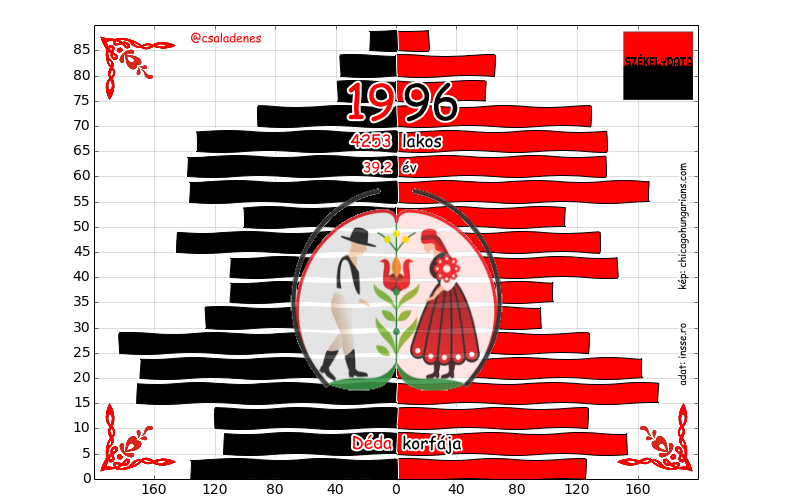 @csaladenes
SZÉKELYDATA
1996
4253 lakos
39.2 év
kép: chicagohungarians.com
adat: insse.ro
Déda korfája
85
80
75
70
65
60
55
50
45
40
35
30
25
20
15
10
5
0
160 120 80 40 0 40 80 120 160